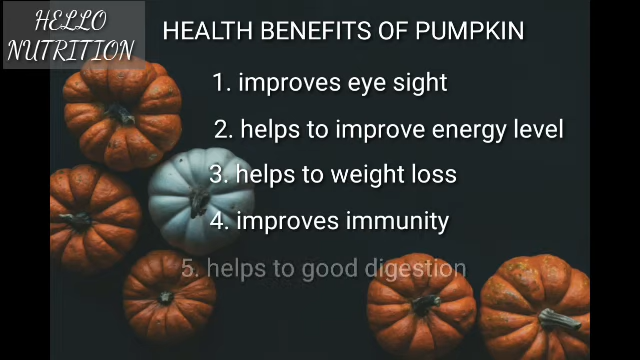 HELLO
NUTRITION
HEALTH BENEFITS OF PUMPKIN
1. improves eye sight
2. helps to improve energy level
3. helps to weight loss
4. improves immunity
5. helps to good digestion